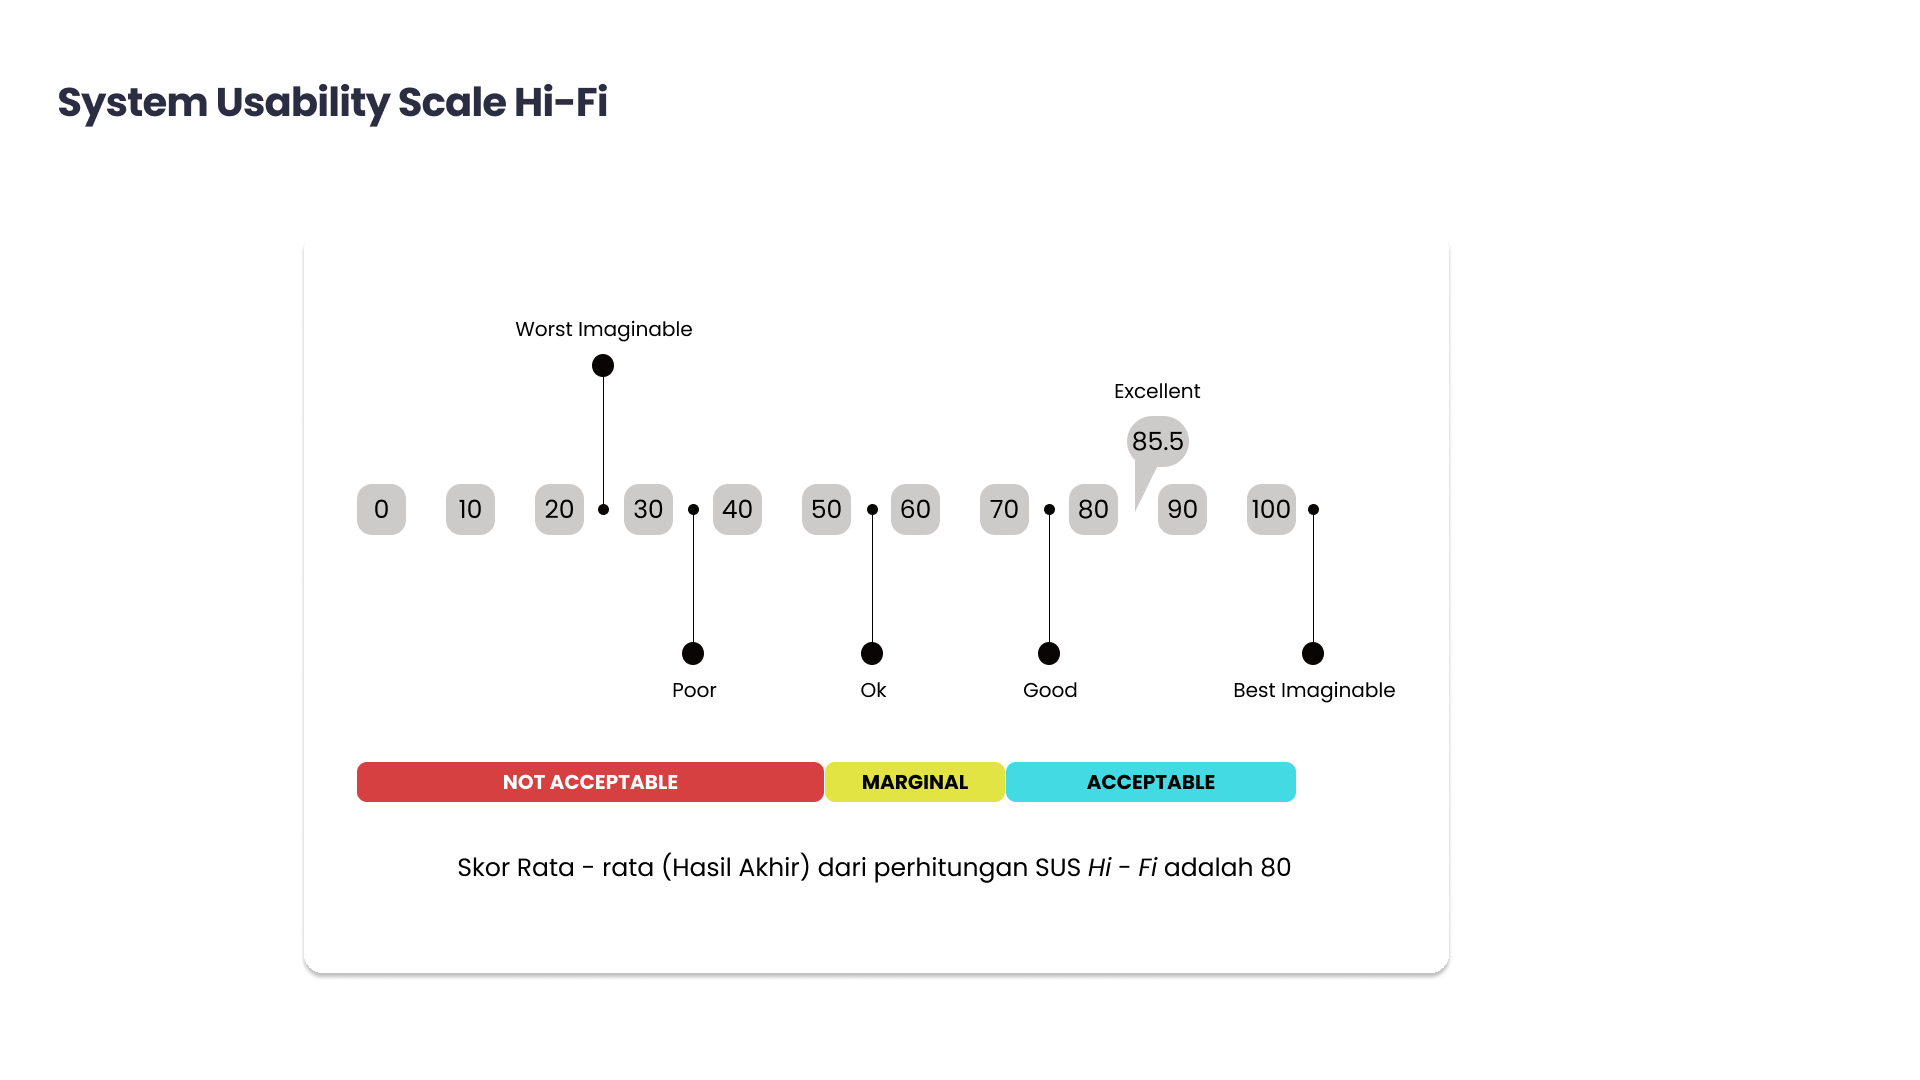 System Usability Scale Hi-Fi
Worst Imaginable
Excellent
85.5
0 10 20 30 40 50 60 70 80 90 100
Poor Ok Good Best Imaginable
NOT ACCEPTABLE MARGINAL ACCEPTABLE
Skor Rata - rata (Hasil Akhir) dari perhitungan SUS Hi - Fi adalah 80